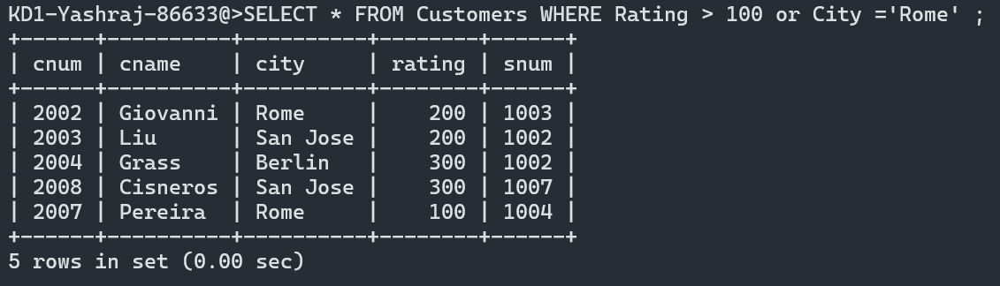 KD1-Yashraj-86633@>SELECT * FROM Customers WHERE Rating > 100 or City ='Rome' ;
+------+----------+----------+--------+------+
| cnum | cname    | city     | rating | snum |
+------+----------+----------+--------+------+
| 2002 | Giovanni | Rome     |    200 | 1003 |
| 2003 | Liu      | San Jose |    200 | 1002 |
| 2004 | Grass    | Berlin   |    300 | 1002 |
| 2008 | Cisneros | San Jose |    300 | 1007 |
| 2007 | Pereira  | Rome     |    100 | 1004 |
+------+----------+----------+--------+------+
5 rows in set (0.00 sec)